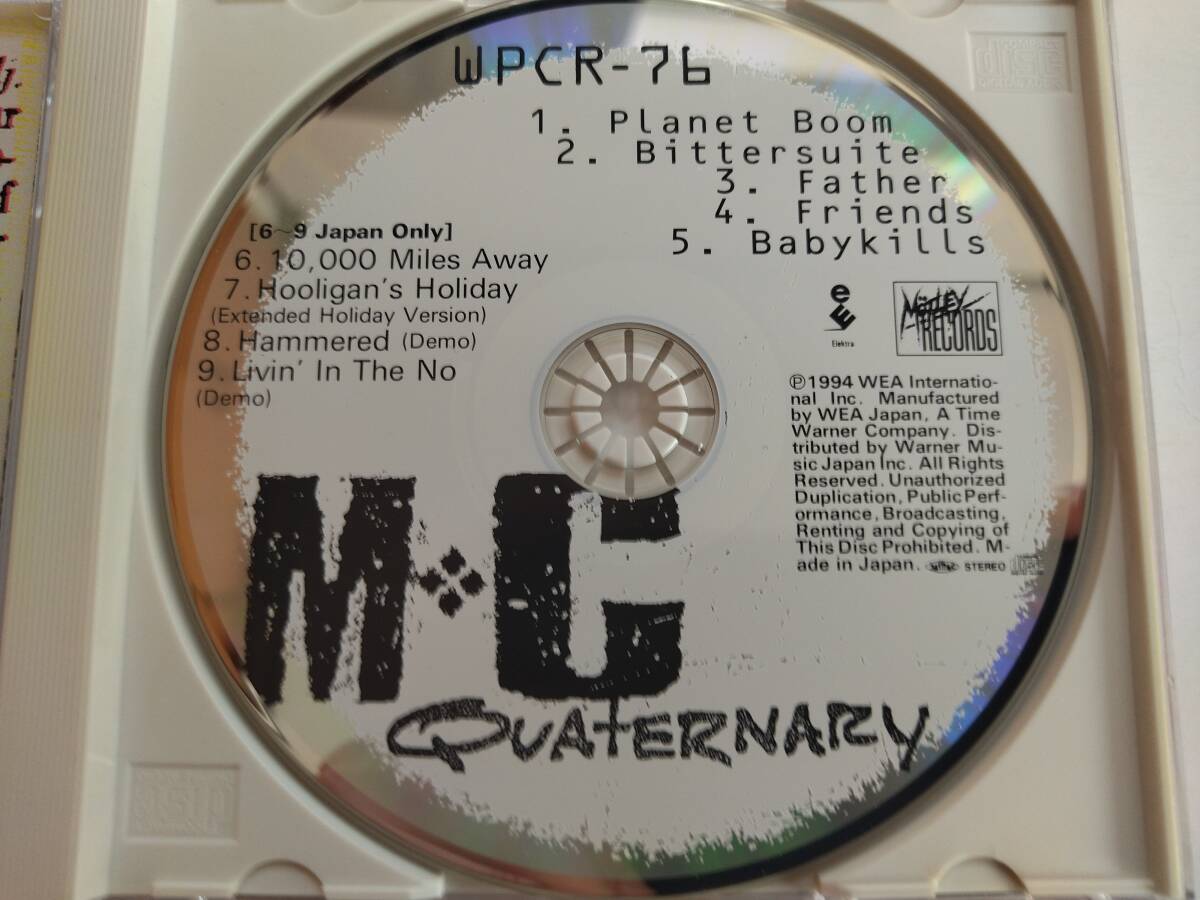 WPCR-76
1. Planet Boom
2. Bittersuite
3. Father
4. Friends
5. Babykills
[6~9 Japan Only]
6. 10,000 Miles Away
7. Hooligan's Holiday
(Extended Holiday Version)
8. Hammered (Demo)
9. Livin' In The No
(Demo)
Elektra
MÖTLEY
RECORDS
℗1994 WEA Internatio-
nal Inc. Manufactured
by WEA Japan, A Time
Warner Company. Dis-
tributed by Warner Mu-
sic Japan Inc. All Rights
Reserved. Unauthorized
Duplication, Public Perf-
ormance, Broadcasting,
Renting and Copying of
This Disc Prohibited. M-
ade in Japan. STEREO
M C
QUATERNARY